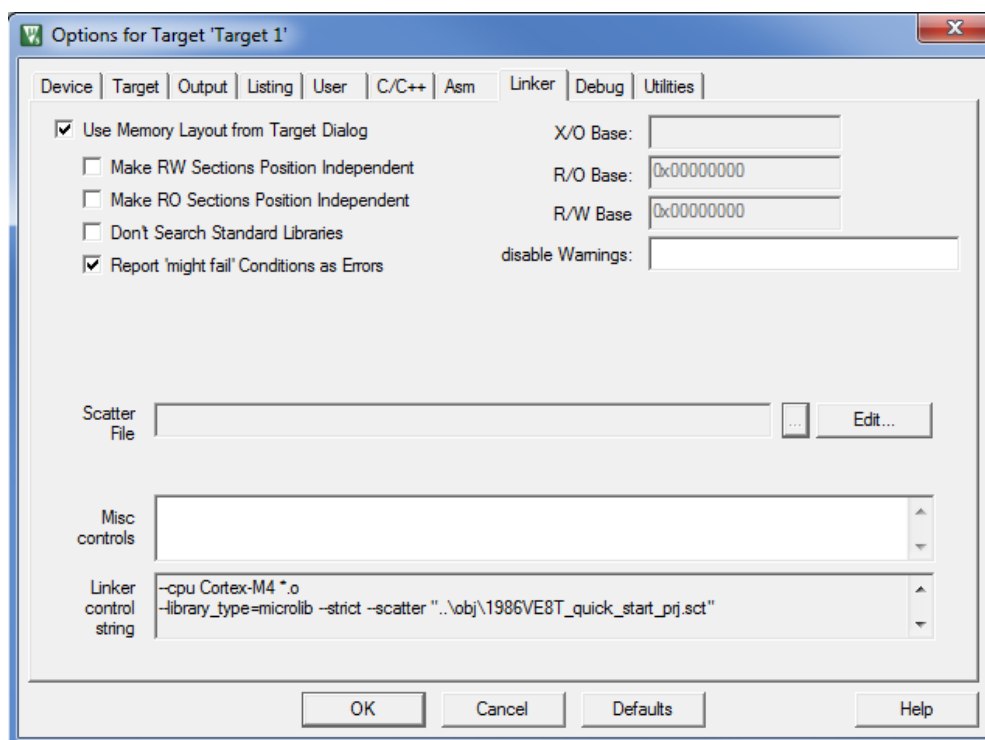 Options for Target 'Target 1'
Device Target Output Listing User C/C++ Asm Linker Debug Utilities
Use Memory Layout from Target Dialog
Make RW Sections Position Independent
Make RO Sections Position Independent
Don't Search Standard Libraries
Report 'might fail' Conditions as Errors
X/O Base:
R/O Base: 0x00000000
R/W Base 0x00000000
disable Warnings:
Scatter
File
...
Edit...
Misc
controls
Linker
control
string
--cpu Cortex-M4 *.o
--library_type=microlib --strict --scatter "..\obj\1986VE8T_quick_start_prj.sct"
OK Cancel Defaults Help